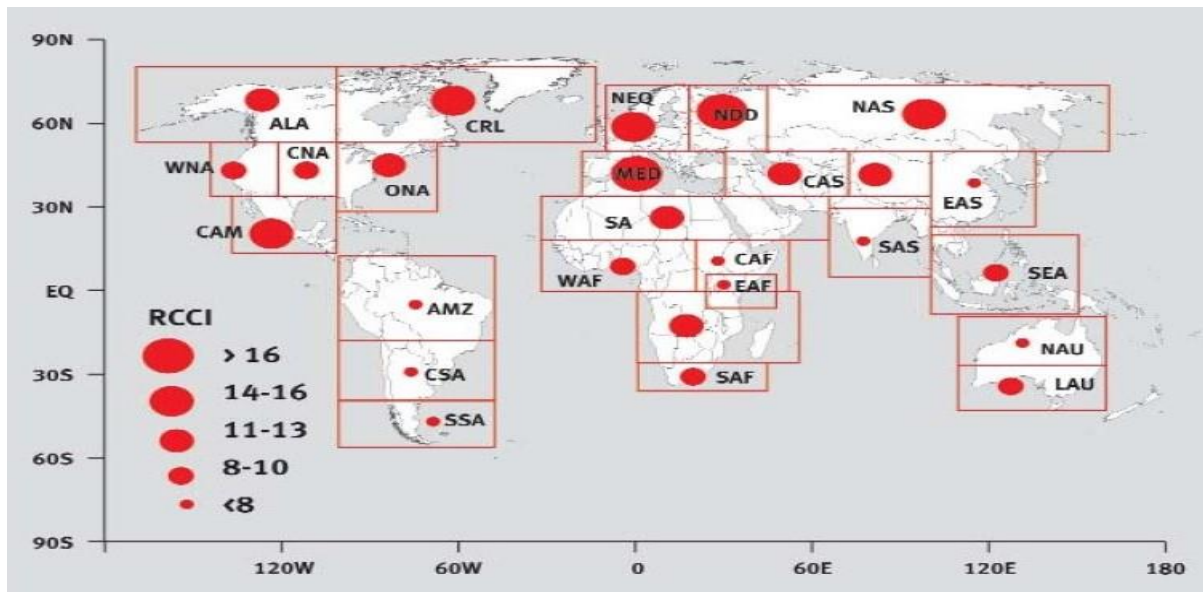 90N
60N
30N
EQ
30S
60S
90S
120W
60W
0
60E
120E
180
ALA
CRL
WNA
CNA
ONA
CAM
AMZ
CSA
SSA
NEQ
NDD
NAS
MED
CAS
EAS
SA
SAS
WAF
CAF
EAF
SEA
SAF
NAU
LAU
RCCI
> 16
14-16
11-13
8-10
<8